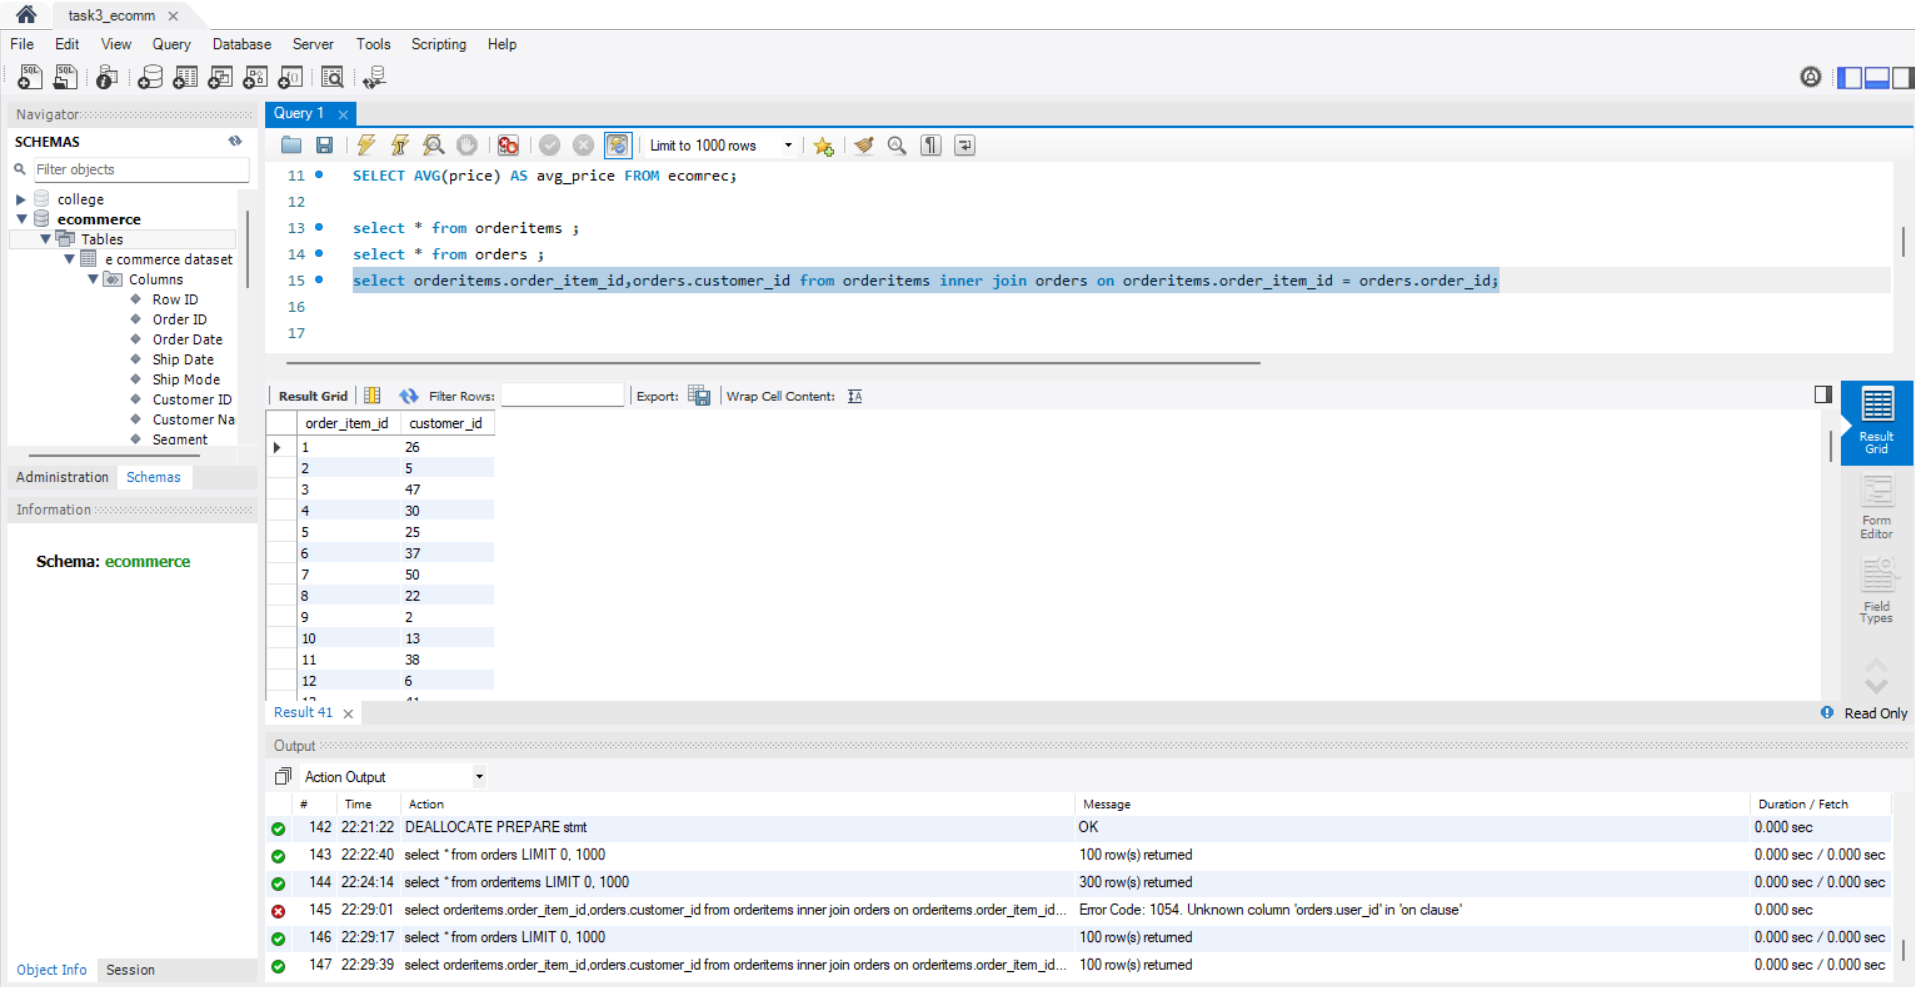 task3_ecomm
File Edit View Query Database Server Tools Scripting Help
Navigator
SCHEMAS
Filter objects
college
ecommerce
Tables
e commerce dataset
Columns
Row ID
Order ID
Order Date
Ship Date
Ship Mode
Customer ID
Customer Na
Segment
Administration Schemas
Information
Schema: ecommerce
Object Info Session
Query 1
Limit to 1000 rows
11 SELECT AVG(price) AS avg_price FROM ecomrec;
12
13 select * from orderitems ;
14 select * from orders ;
15 select orderitems.order_item_id,orders.customer_id from orderitems inner join orders on orderitems.order_item_id = orders.order_id;
16
17
Result Grid Filter Rows: Export: Wrap Cell Content:
order_item_id customer_id
1 26
2 5
3 47
4 30
5 25
6 37
7 50
8 22
9 2
10 13
11 38
12 6
Result Grid
Form Editor
Field Types
Result 41
Read Only
Output
Action Output
# Time Action Message Duration / Fetch
142 22:21:22 DEALLOCATE PREPARE stmt OK 0.000 sec
143 22:22:40 select * from orders LIMIT 0, 1000 100 row(s) returned 0.000 sec / 0.000 sec
144 22:24:14 select * from orderitems LIMIT 0, 1000 300 row(s) returned 0.000 sec / 0.000 sec
145 22:29:01 select orderitems.order_item_id,orders.customer_id from orderitems inner join orders on orderitems.order_item_id... Error Code: 1054. Unknown column 'orders.user_id' in 'on clause' 0.000 sec
146 22:29:17 select * from orders LIMIT 0, 1000 100 row(s) returned 0.000 sec / 0.000 sec
147 22:29:39 select orderitems.order_item_id,orders.customer_id from orderitems inner join orders on orderitems.order_item_id... 100 row(s) returned 0.000 sec / 0.000 sec